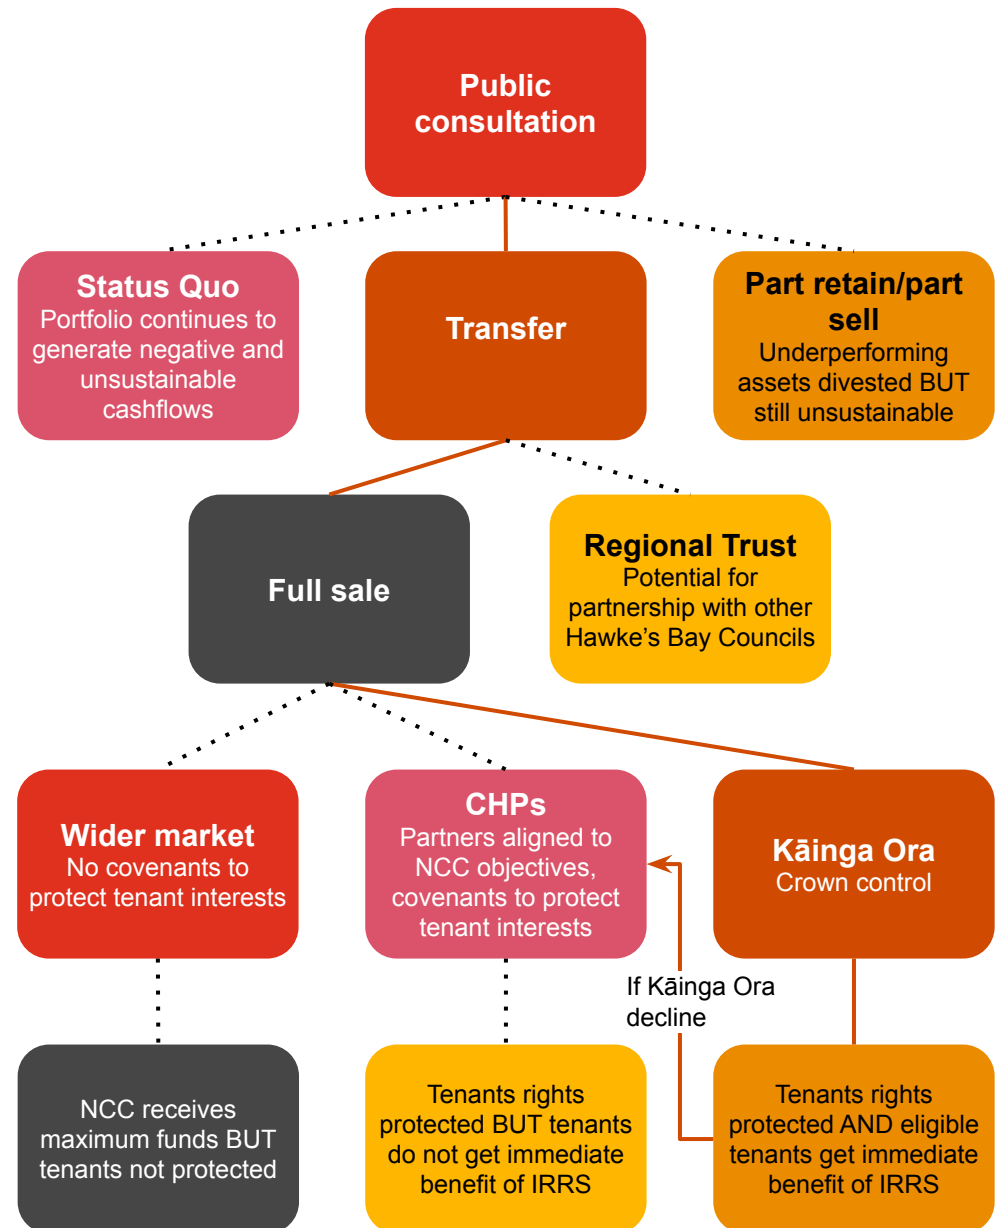 Public
consultation
Status Quo
Portfolio continues to
generate negative and
unsustainable
cashflows
Transfer
Part retain/part
sell
Underperforming
assets divested BUT
still unsustainable
Full sale
Regional Trust
Potential for
partnership with other
Hawke’s Bay Councils
Wider market
No covenants to
protect tenant interests
CHPs
Partners aligned to
NCC objectives,
covenants to protect
tenant interests
Kāinga Ora
Crown control
If Kāinga Ora
decline
NCC receives
maximum funds BUT
tenants not protected
Tenants rights
protected BUT tenants
do not get immediate
benefit of IRRS
Tenants rights
protected AND eligible
tenants get immediate
benefit of IRRS